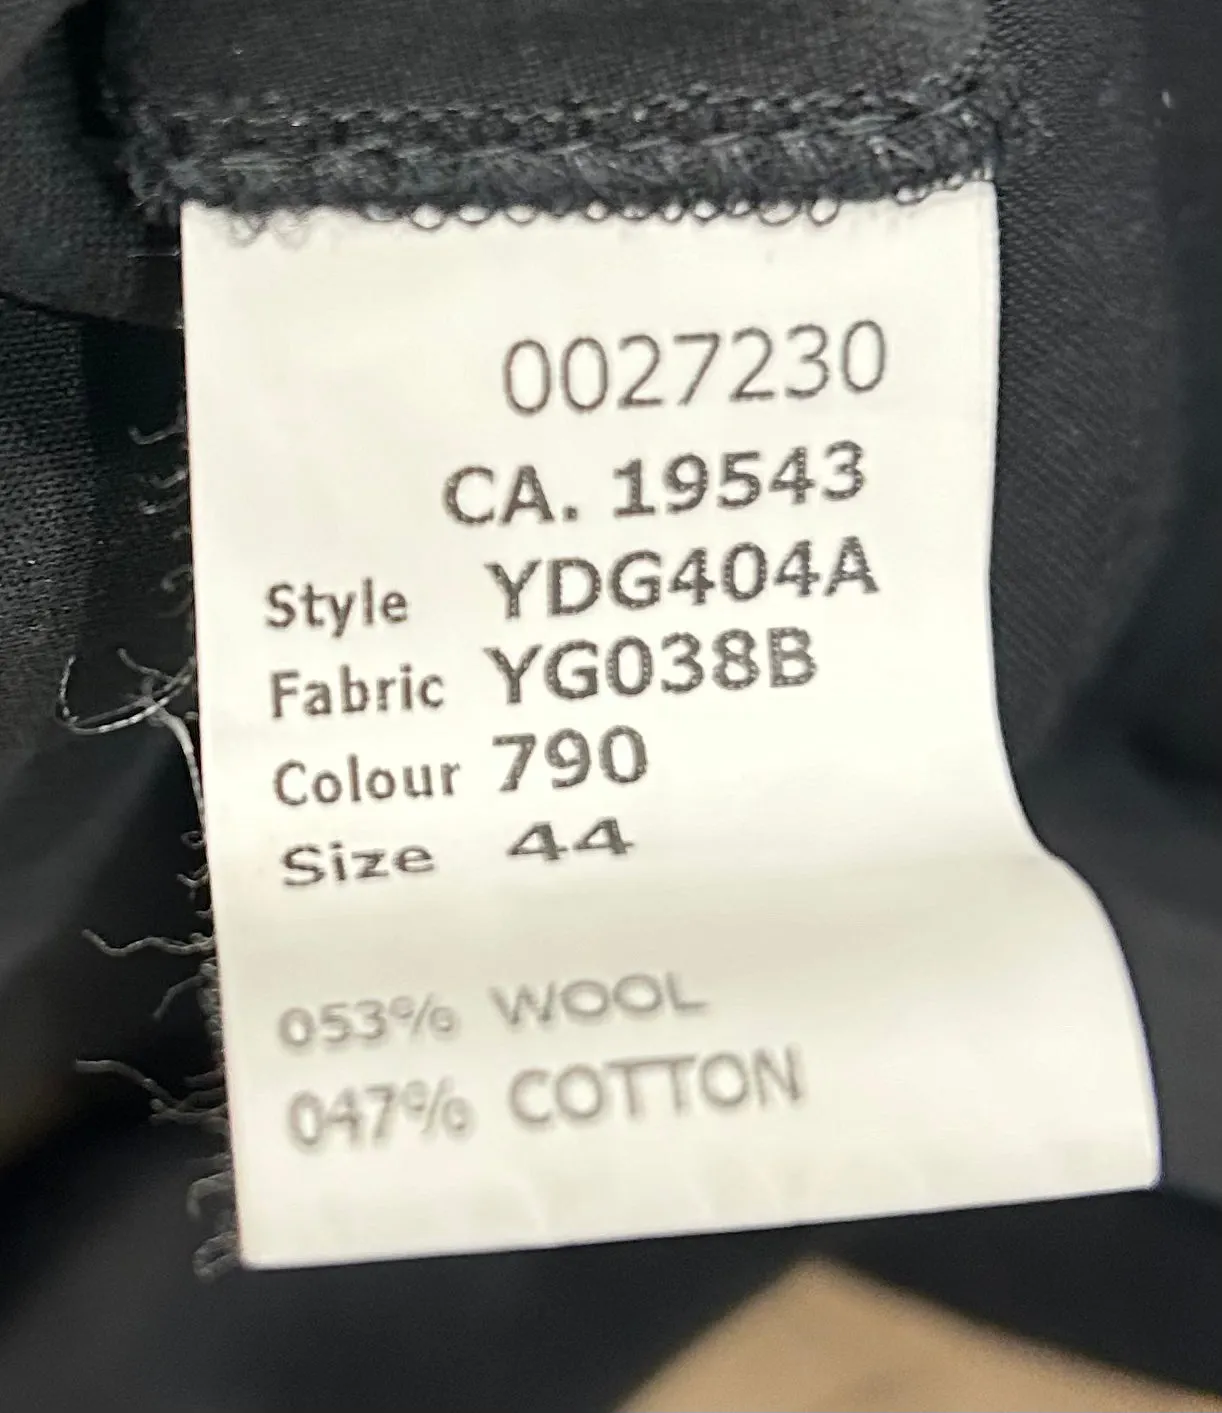 0027230
CA. 19543
Style YDG404A
Fabric YG038B
Colour 790
Size 44
053% WOOL
047% COTTON